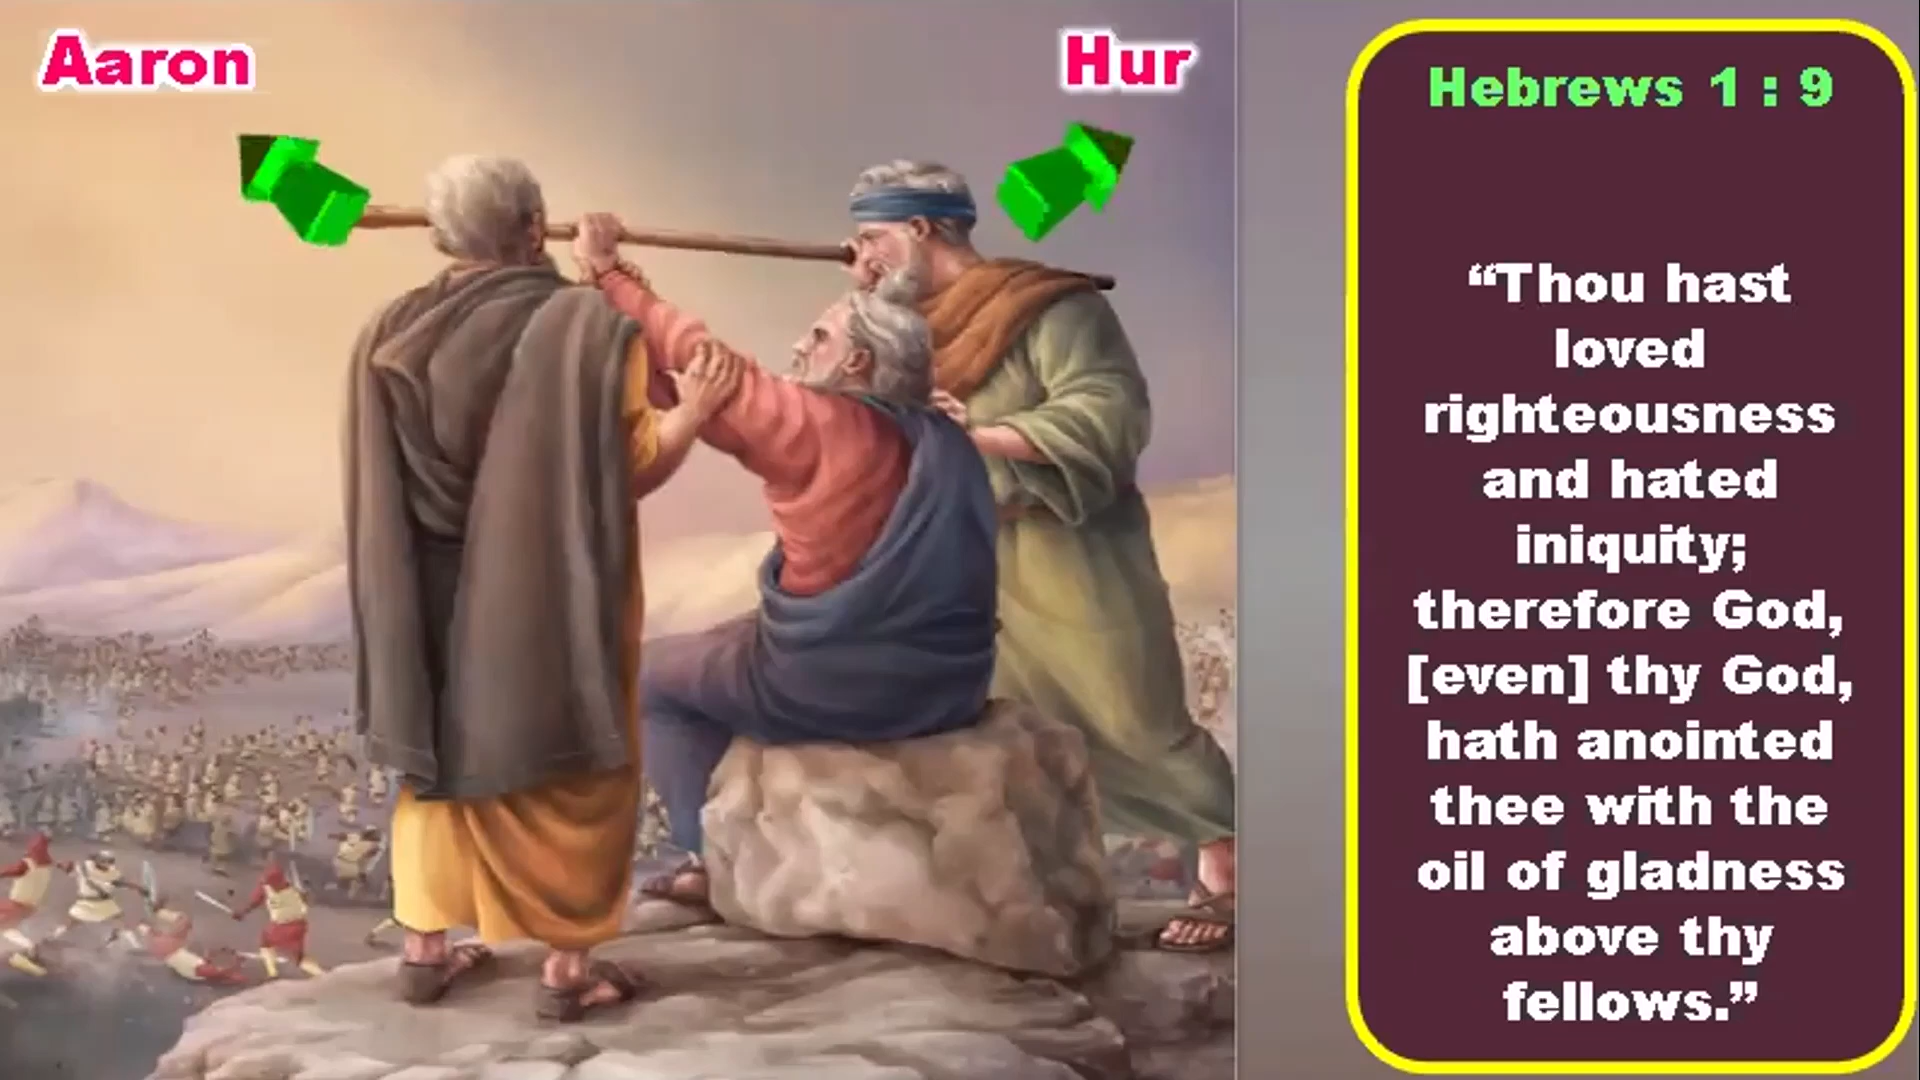 Aaron
Hur
Hebrews 1 : 9
“Thou hast
loved
righteousness
and hated
iniquity;
therefore God,
[even] thy God,
hath anointed
thee with the
oil of gladness
above thy
fellows.”